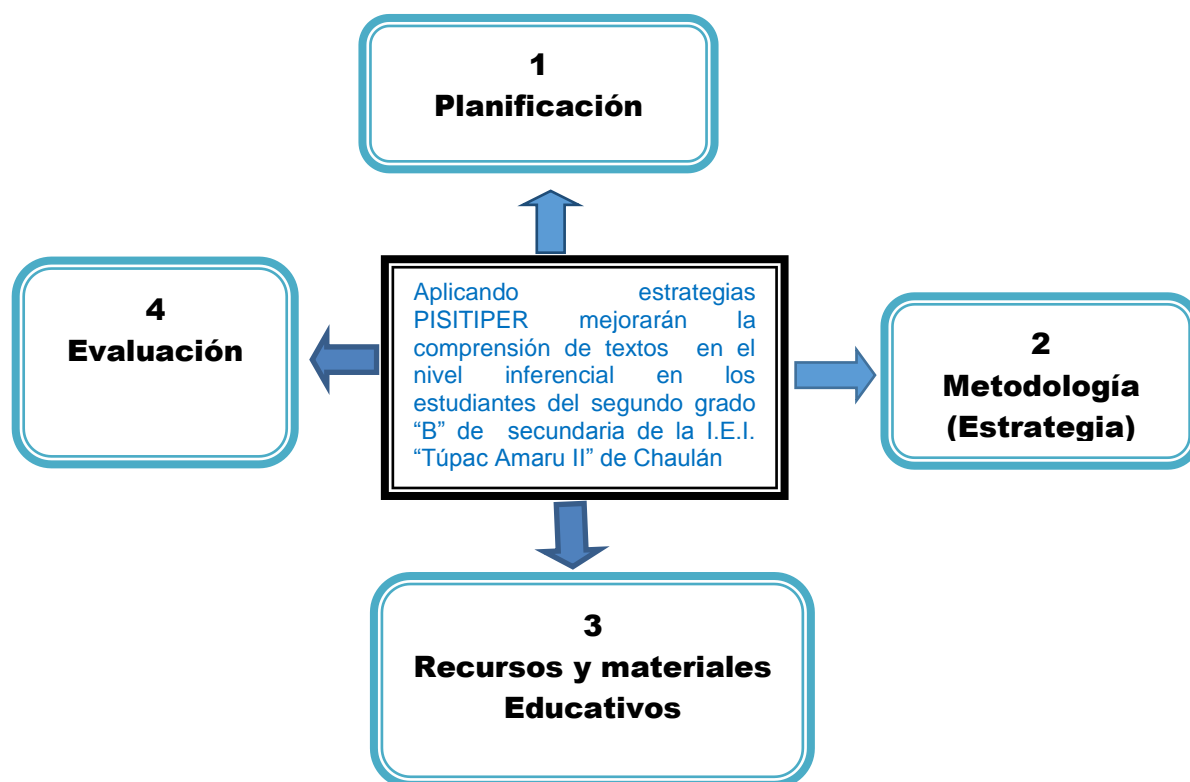 1
Planificación
4
Evaluación
Aplicando estrategias
PISITIPER mejorarán la
comprensión de textos en el
nivel inferencial en los
estudiantes del segundo grado
“B” de secundaria de la I.E.I.
“Túpac Amaru II” de Chaulán
2
Metodología
(Estrategia)
3
Recursos y materiales
Educativos